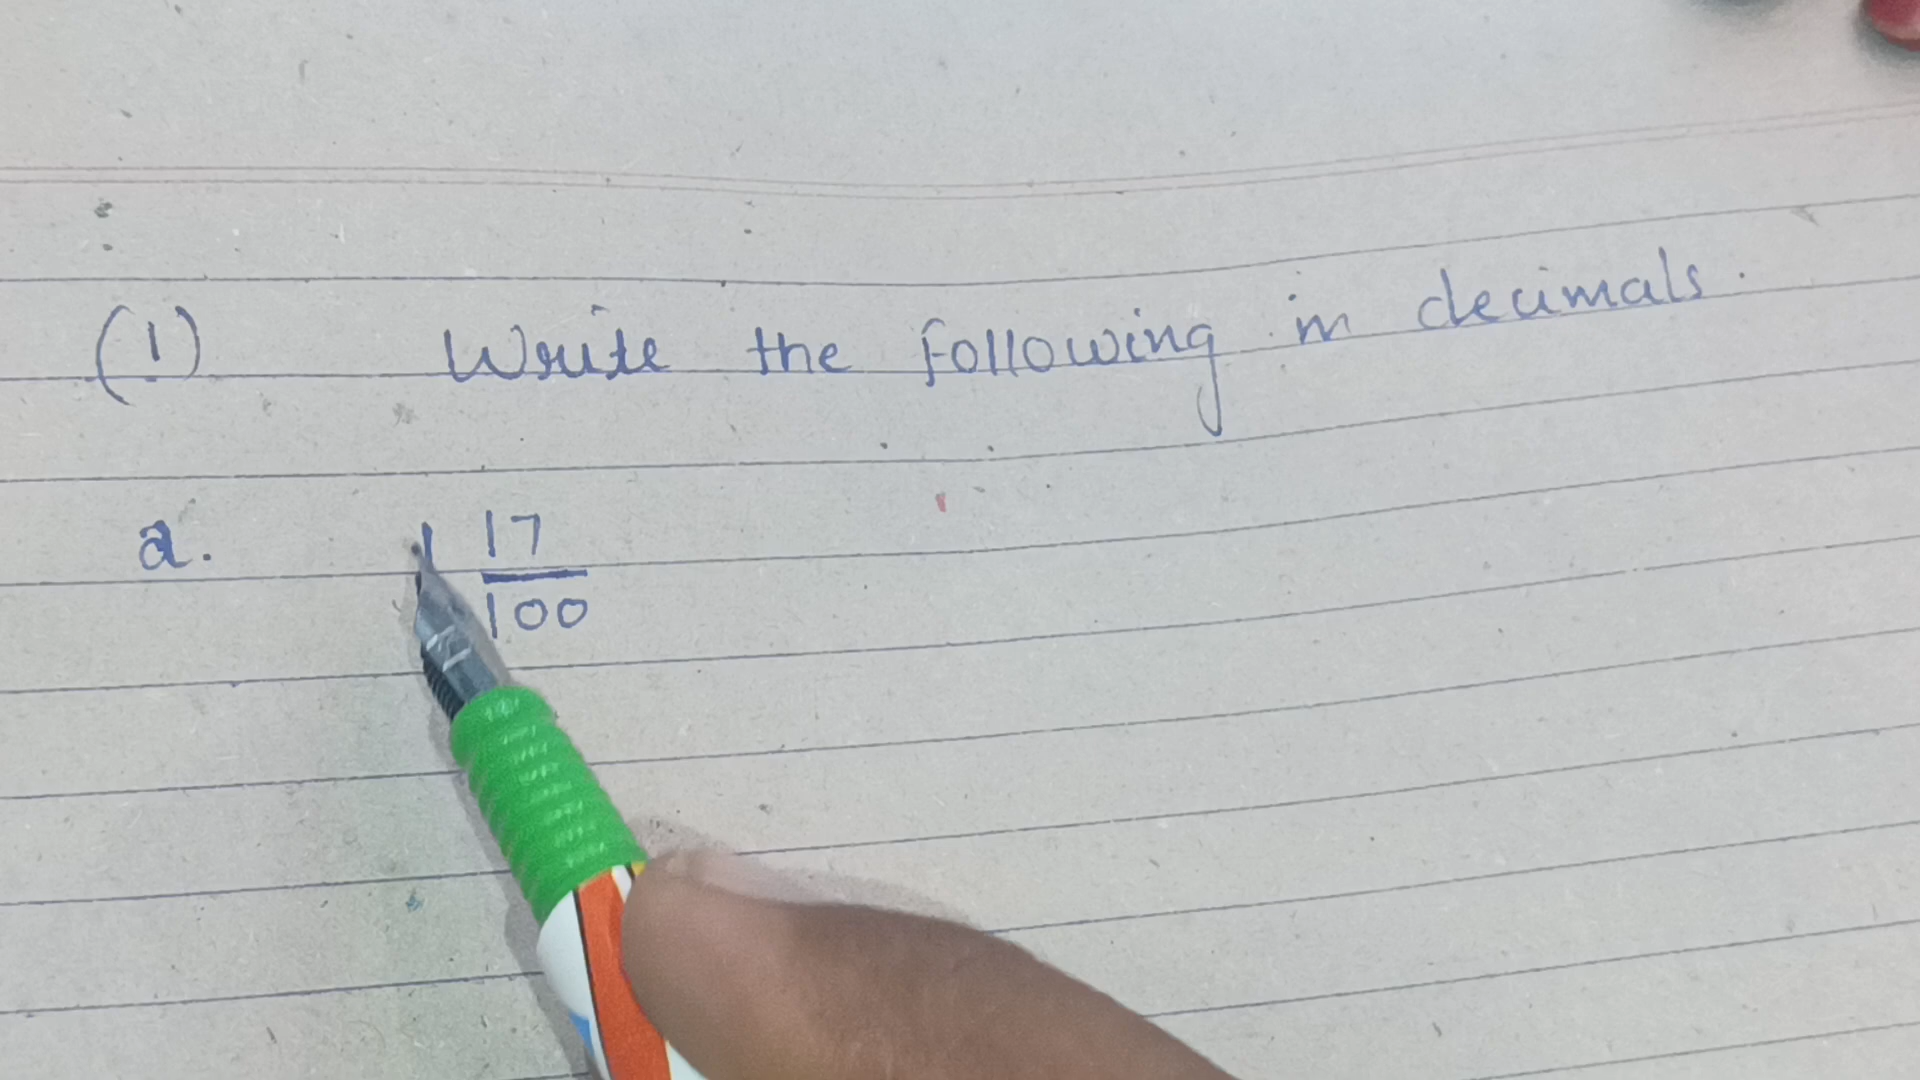 (1) Write the following in decimals.
a. 1 17/100